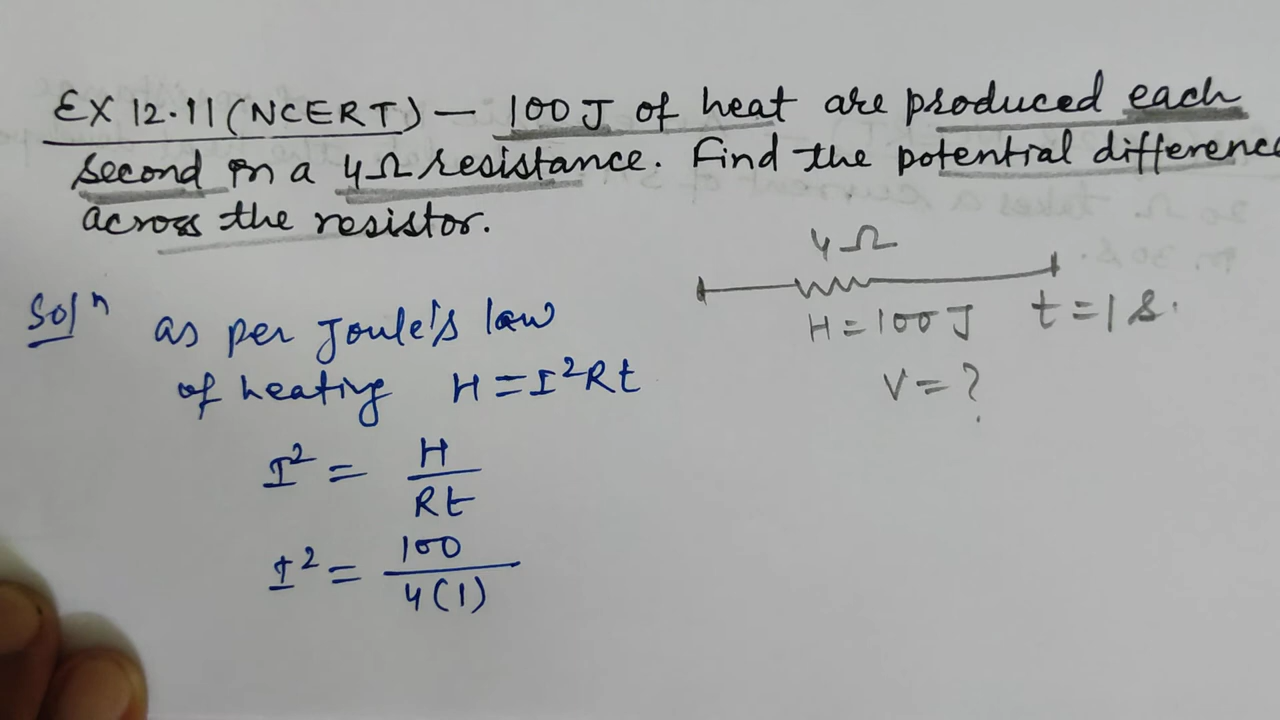 EX 12.11 (NCERT) — 100 J of heat are produced each
second in a 4Ω resistance. Find the potential difference
across the resistor.
4Ω
H = 100 J t = 1 s.
V = ?
Solⁿ as per Joule's law
of heating H = I²Rt
I² = H / Rt
I² = 100 / 4(1)